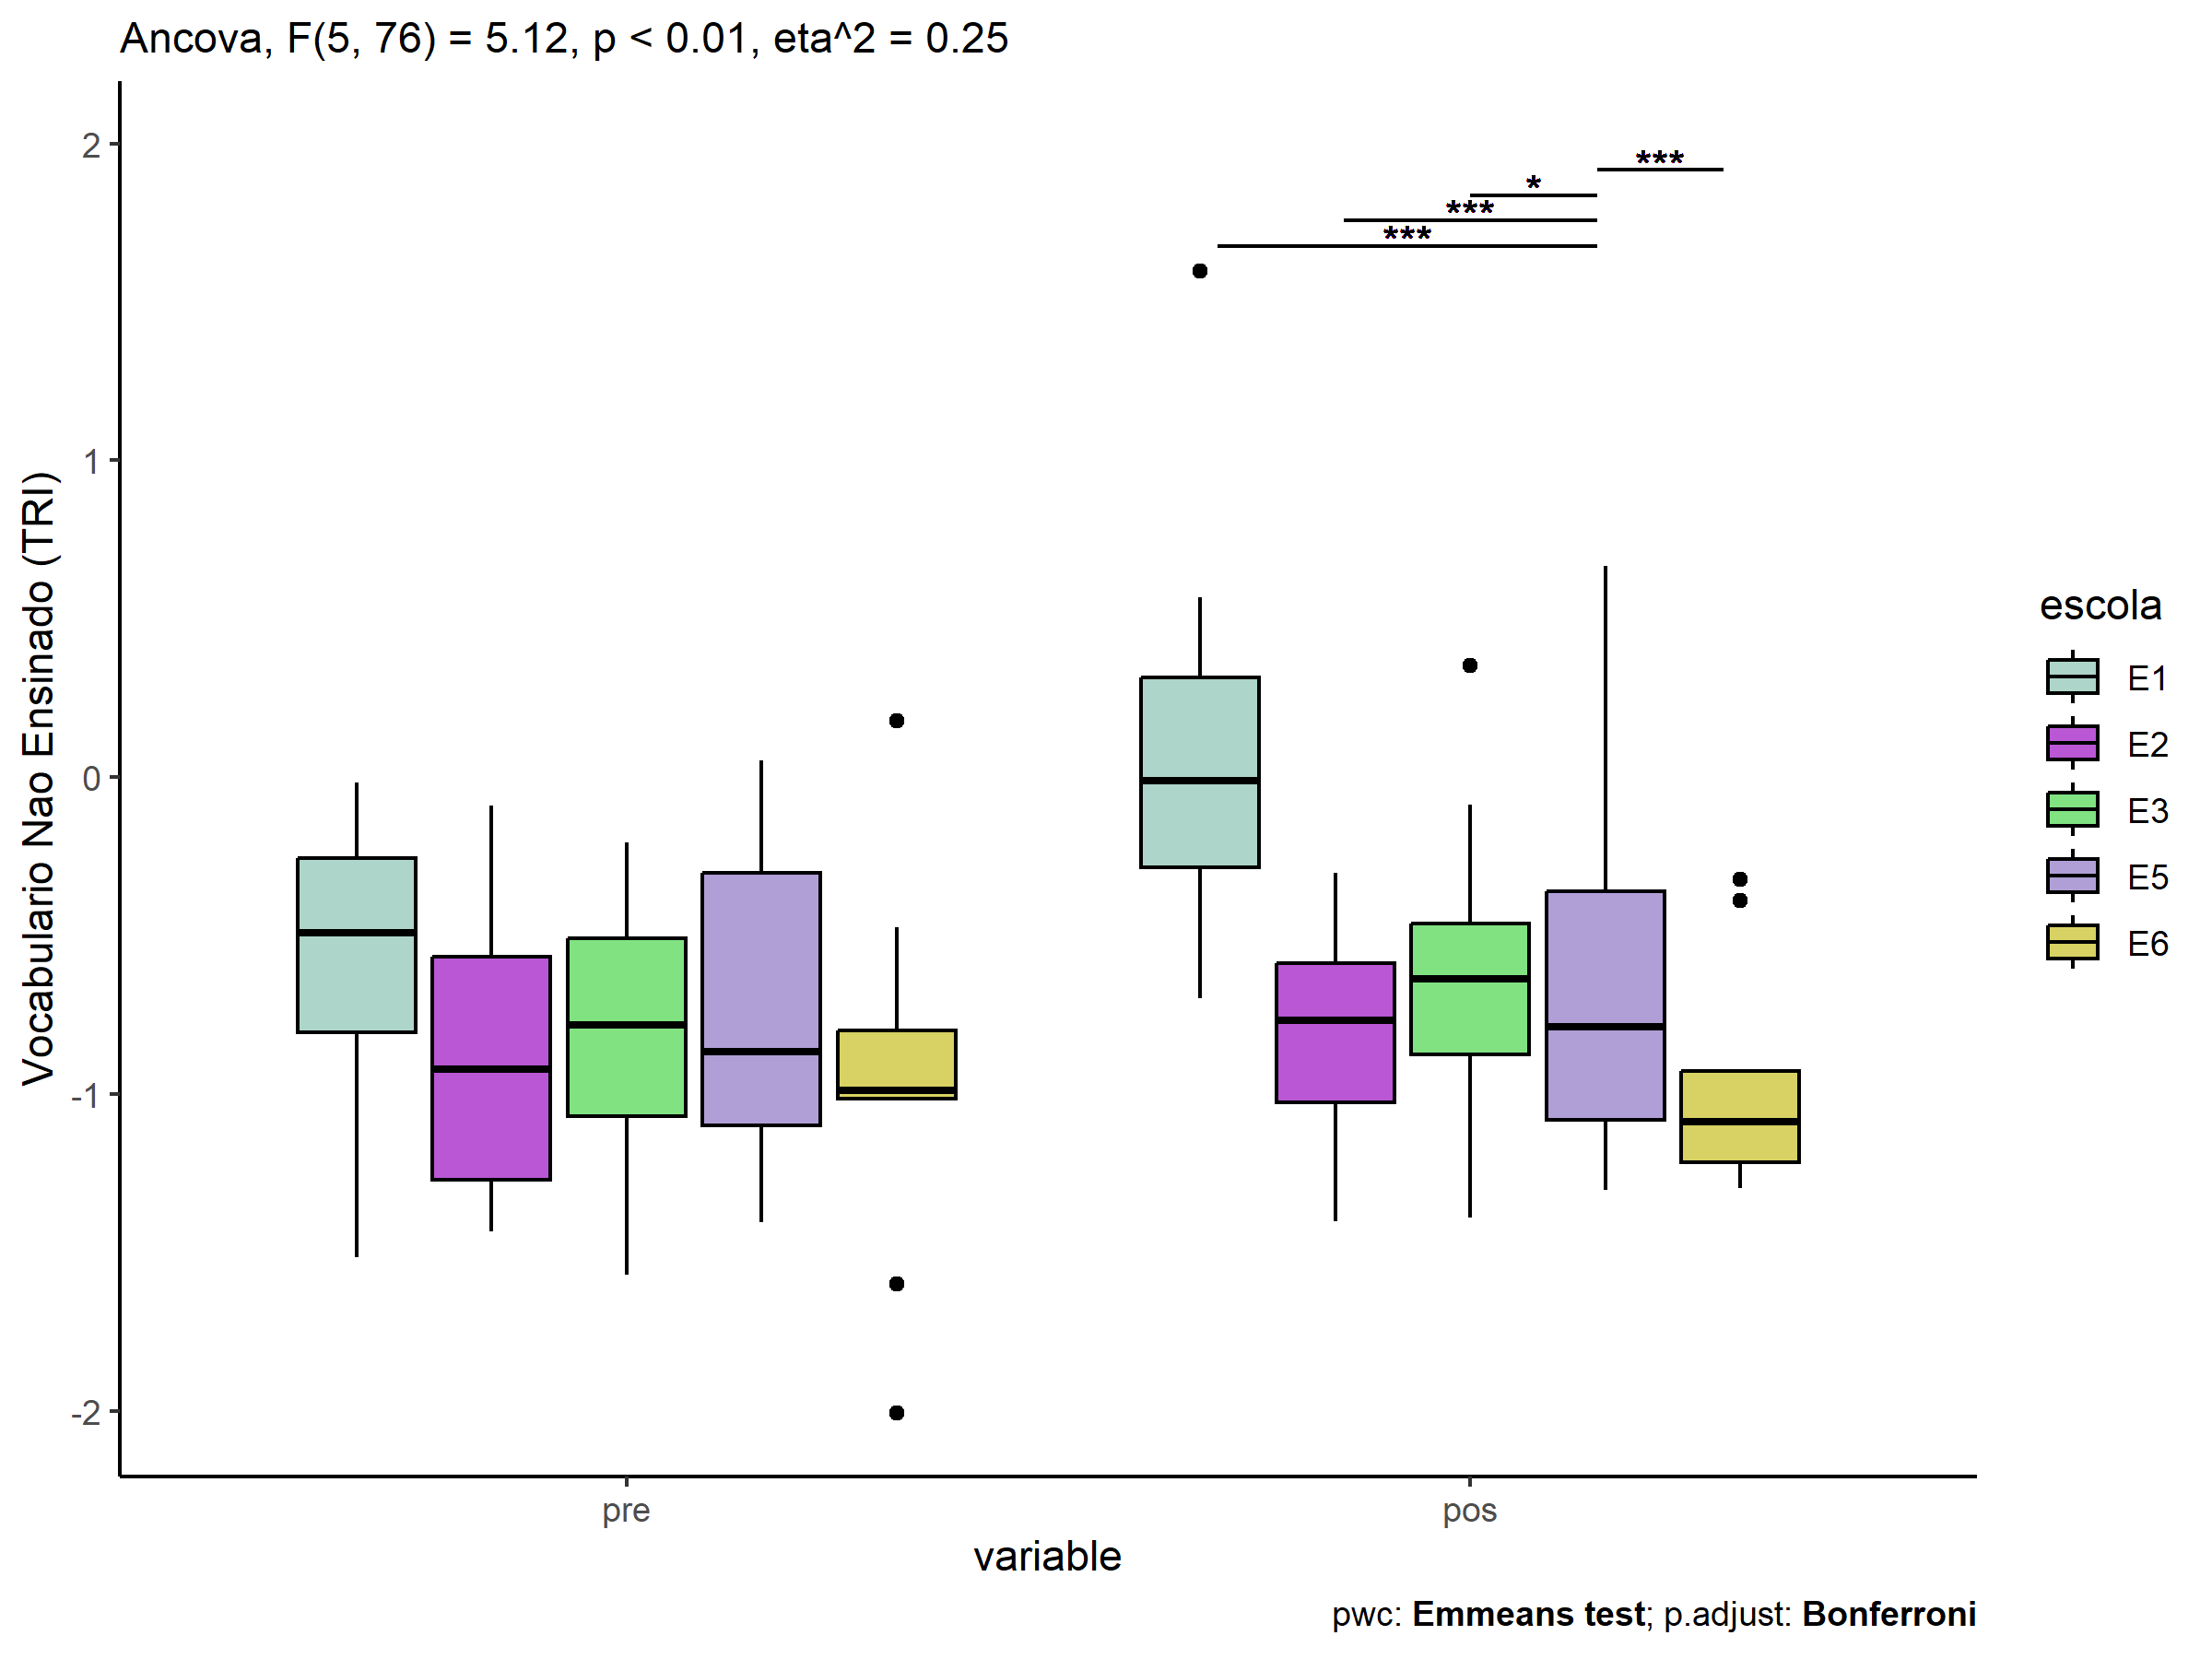 Ancova, F(5, 76) = 5.12, p < 0.01, eta^2 = 0.25
Vocabulario Nao Ensinado (TRI)
2
1
0
-1
-2
***
*
***
***
pre
pos
variable
escola
E1
E2
E3
E5
E6
pwc: Emmeans test; p.adjust: Bonferroni